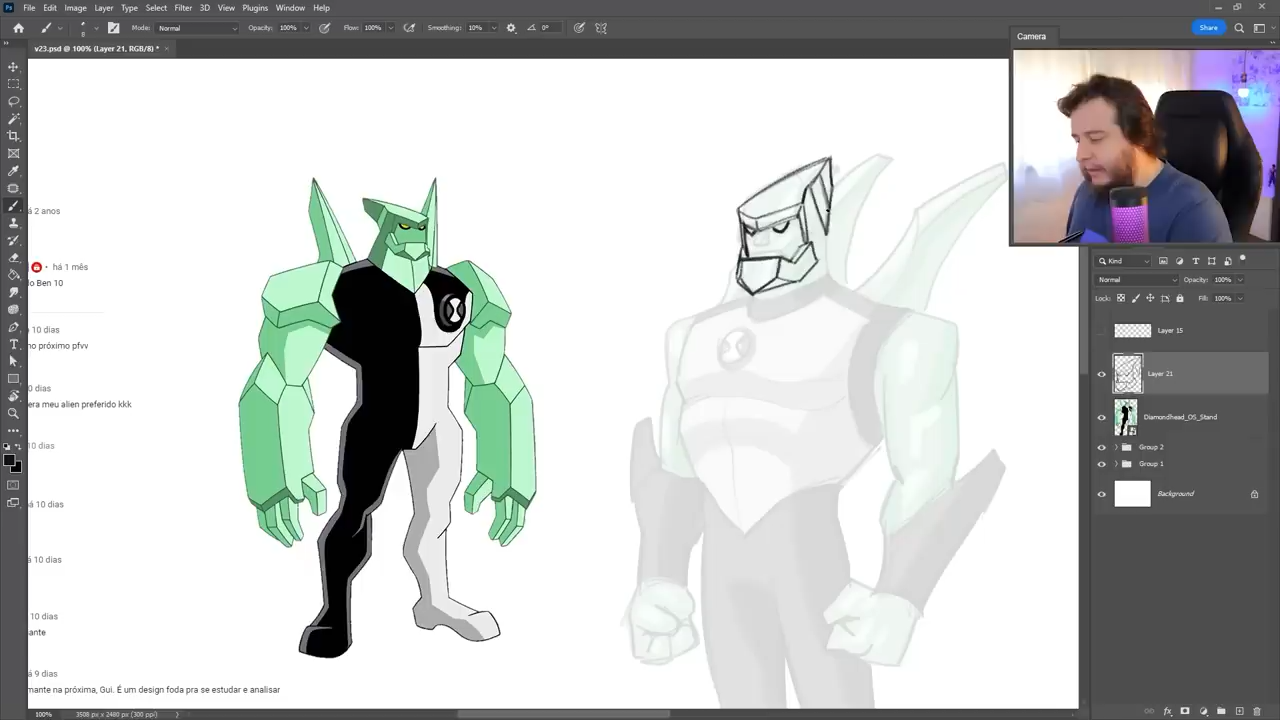 Ps File Edit Image Layer Type Select Filter 3D View Plugins Window Help
8 Mode: Normal Opacity: 100% Flow: 100% Smoothing: 10% 0° Share
v23.psd @ 100% (Layer 21, RGB/8) * ×
Camera
á 2 anos
• há 1 mês
lo Ben 10
10 dias
no próximo pfvv
0 dias
era meu alien preferido kkk
10 dias
á 10 dias
á 10 dias
10 dias
ante
á 9 dias
mante na próxima, Gui. É um design foda pra se estudar e analisar
Kind
Normal Opacity: 100%
Lock: Fill: 100%
Layer 15
Layer 21
Diamondhead_OS_Stand
Group 2
Group 1
Background
100% 3508 px x 2480 px (300 ppi)
fx